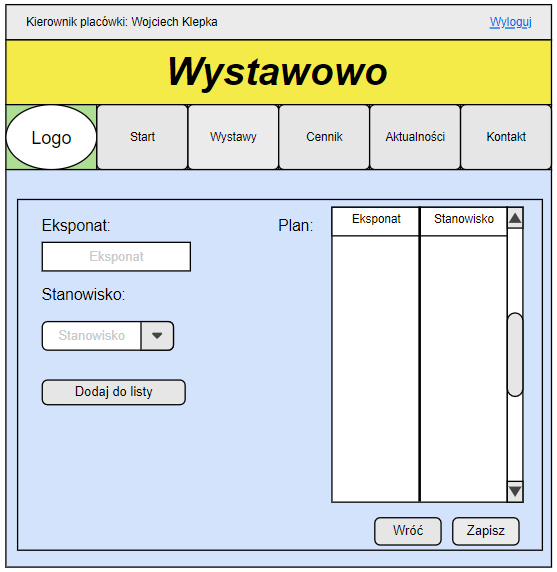 Kierownik placówki: Wojciech Klepka
Wyloguj
Wystawowo
Logo
Start
Wystawy
Cennik
Aktualności
Kontakt
Eksponat:
Eksponat
Stanowisko:
Stanowisko
Dodaj do listy
Plan:
Eksponat
Stanowisko
Wróć
Zapisz